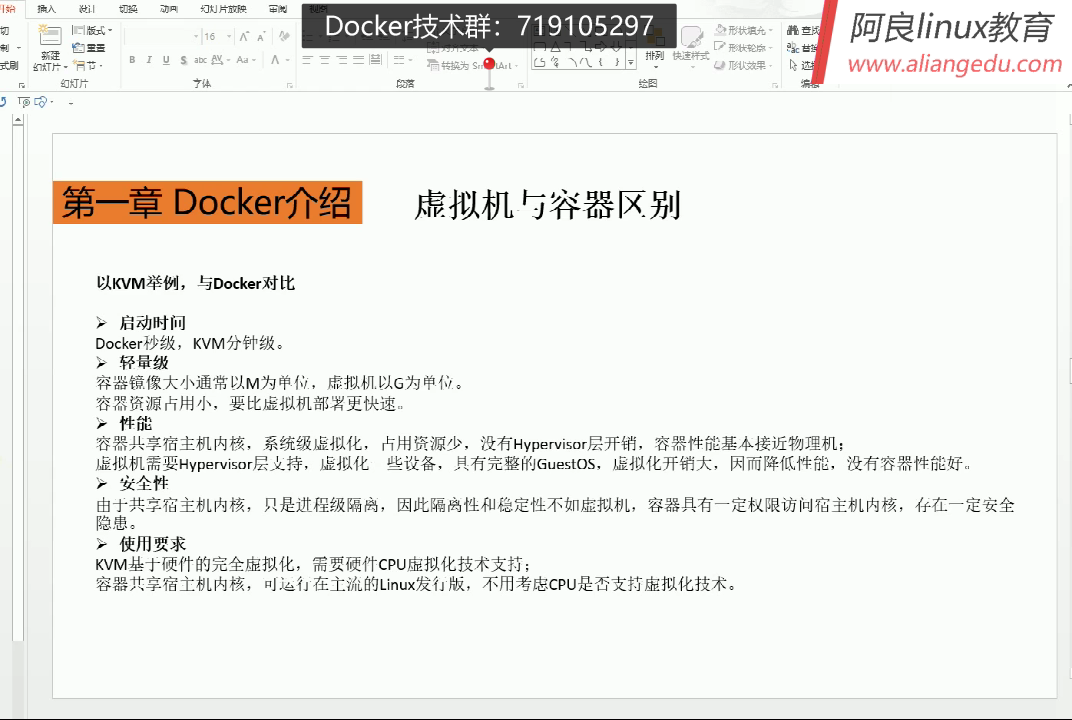 开始 插入 设计 切换 动画 幻灯片放映 审阅 视图
Docker技术群：719105297
阿良linux教育
www.aliangedu.com
版式
重置
节
新建
幻灯片
16
B I U S abc AV Aa A
对齐文本
转换为 SmartArt
排列
快速样式
形状填充
形状轮廓
形状效果
查找
替换
选择
幻灯片 字体 段落 绘图 编辑
第一章 Docker介绍
虚拟机与容器区别
以KVM举例，与Docker对比
➢ 启动时间
Docker秒级，KVM分钟级。
➢ 轻量级
容器镜像大小通常以M为单位，虚拟机以G为单位。
容器资源占用小，要比虚拟机部署更快速。
➢ 性能
容器共享宿主机内核，系统级虚拟化，占用资源少，没有Hypervisor层开销，容器性能基本接近物理机；
虚拟机需要Hypervisor层支持，虚拟化一些设备，具有完整的GuestOS，虚拟化开销大，因而降低性能，没有容器性能好。
➢ 安全性
由于共享宿主机内核，只是进程级隔离，因此隔离性和稳定性不如虚拟机，容器具有一定权限访问宿主机内核，存在一定安全
隐患。
➢ 使用要求
KVM基于硬件的完全虚拟化，需要硬件CPU虚拟化技术支持；
容器共享宿主机内核，可运行在主流的Linux发行版，不用考虑CPU是否支持虚拟化技术。